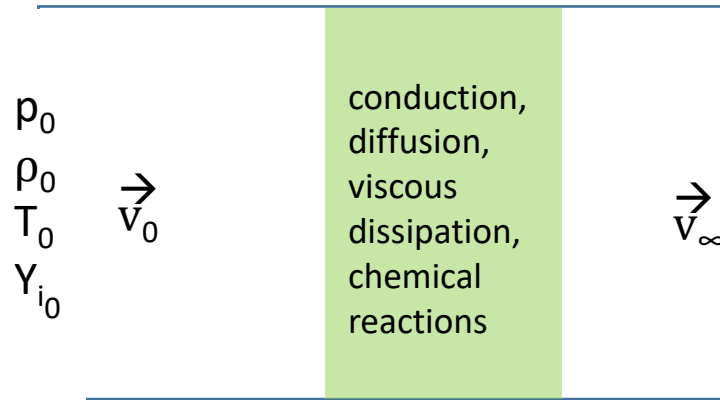 p₀
ρ₀
T₀
Yᵢ₀
→
v₀
conduction,
diffusion,
viscous
dissipation,
chemical
reactions
→
v∞